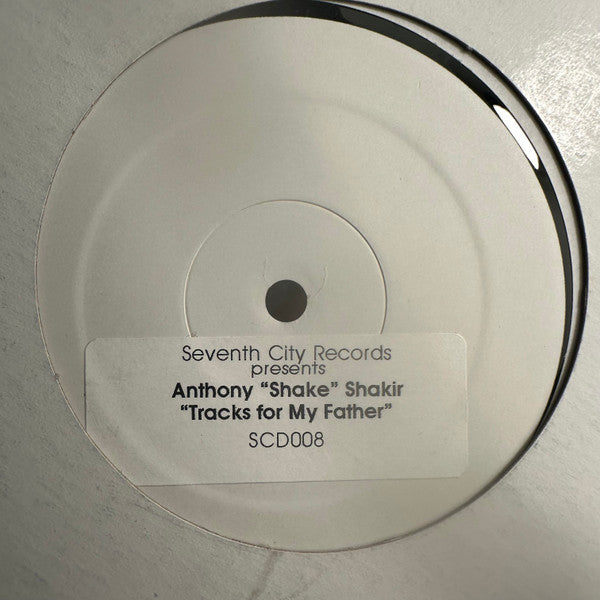 Seventh City Records
presents
Anthony “Shake” Shakir
“Tracks for My Father”
SCD008